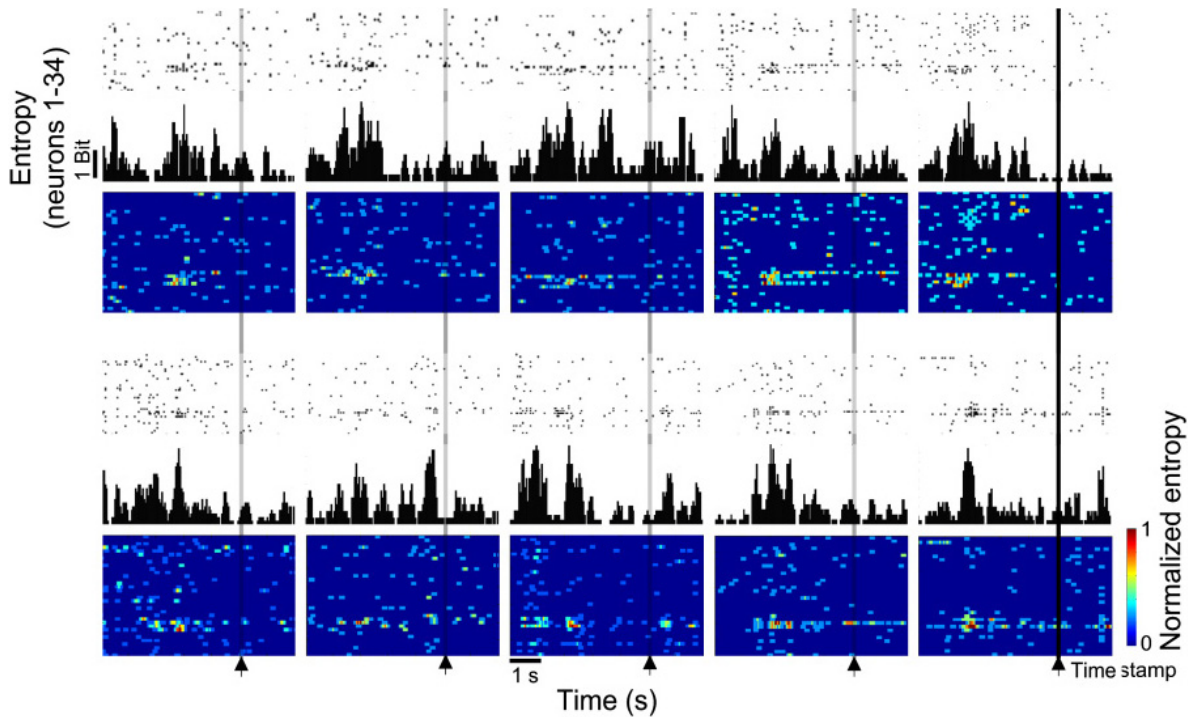 Entropy
(neurons 1-34)
1 Bit
Normalized entropy
1
0
1 s
Time stamp
Time (s)